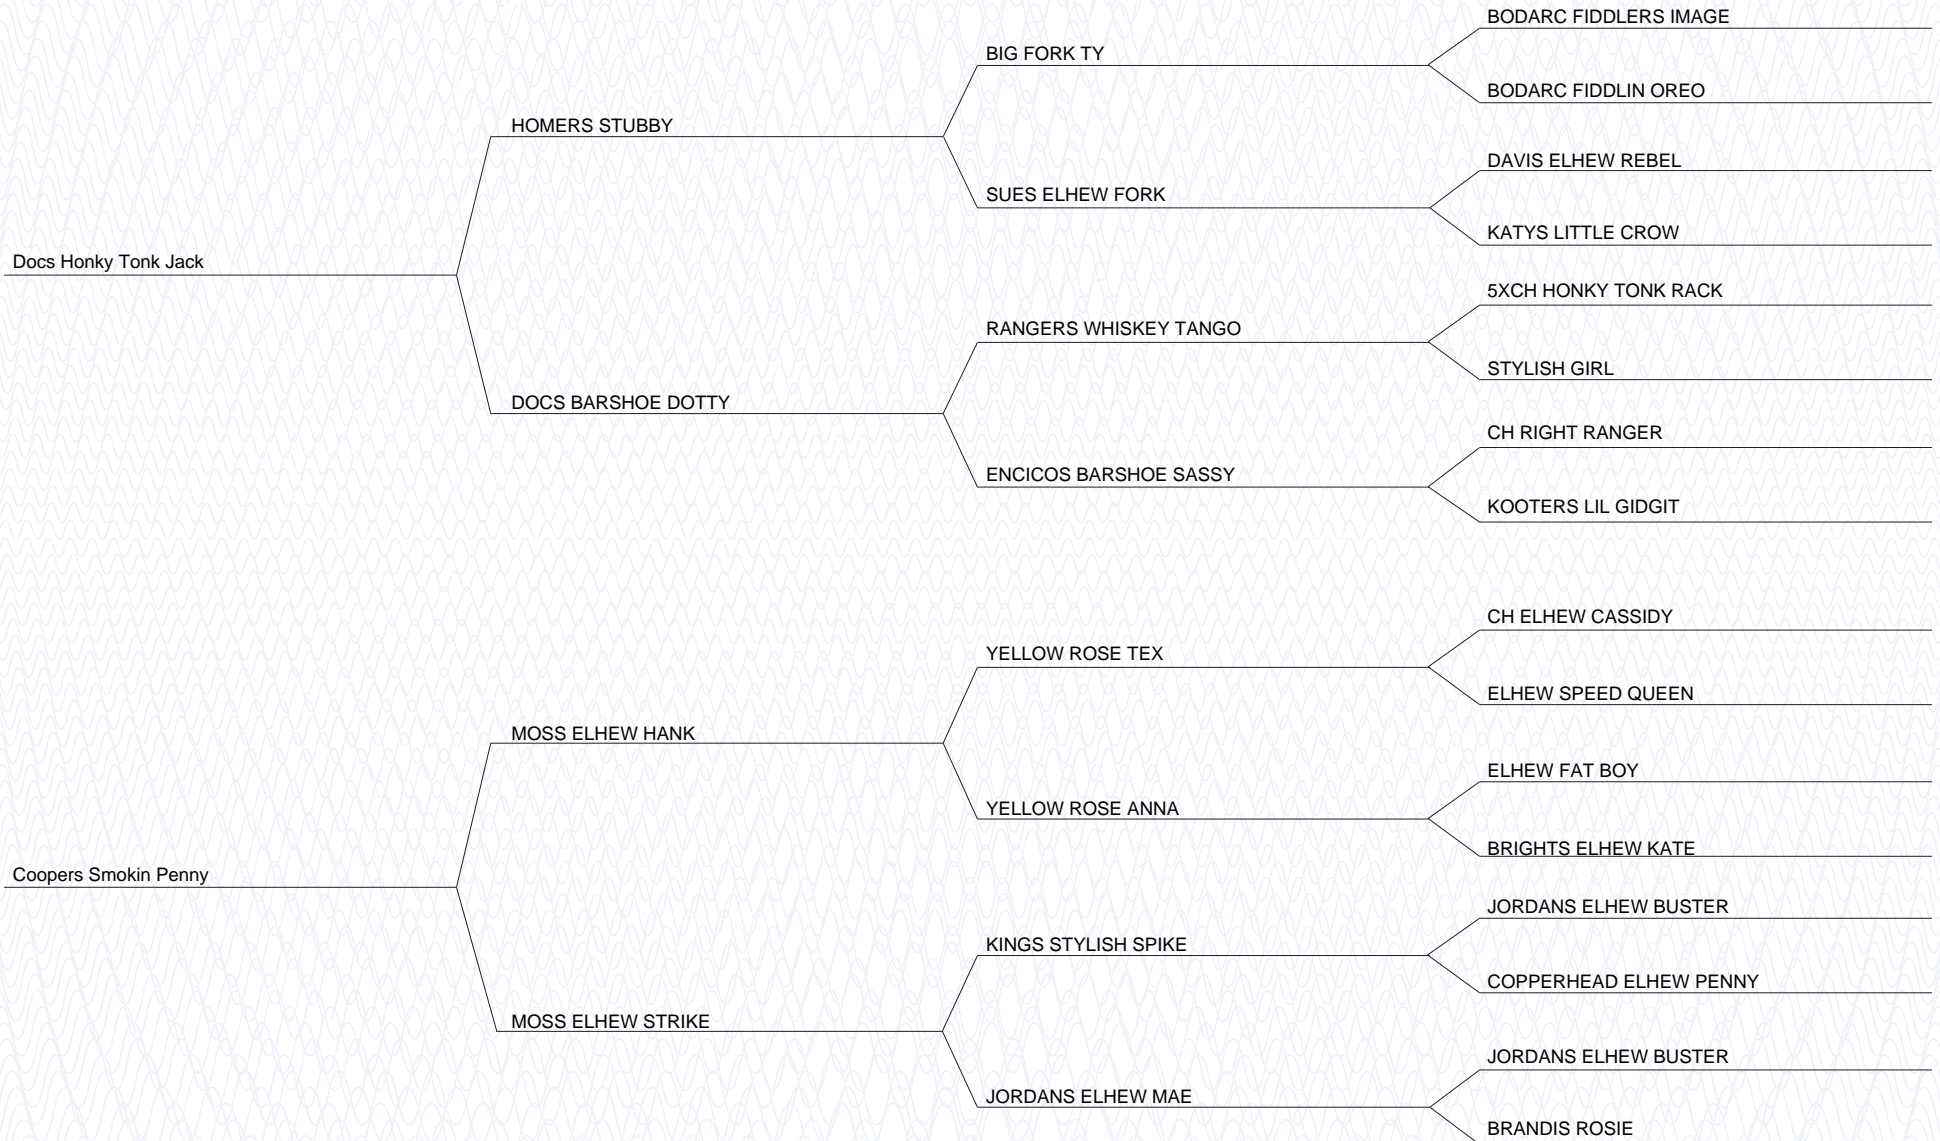 BODARC FIDDLERS IMAGE
BIG FORK TY
BODARC FIDDLIN OREO
HOMERS STUBBY
DAVIS ELHEW REBEL
SUES ELHEW FORK
KATYS LITTLE CROW
Docs Honky Tonk Jack
5XCH HONKY TONK RACK
RANGERS WHISKEY TANGO
STYLISH GIRL
DOCS BARSHOE DOTTY
CH RIGHT RANGER
ENCICOS BARSHOE SASSY
KOOTERS LIL GIDGIT
CH ELHEW CASSIDY
YELLOW ROSE TEX
ELHEW SPEED QUEEN
MOSS ELHEW HANK
ELHEW FAT BOY
YELLOW ROSE ANNA
BRIGHTS ELHEW KATE
Coopers Smokin Penny
JORDANS ELHEW BUSTER
KINGS STYLISH SPIKE
COPPERHEAD ELHEW PENNY
MOSS ELHEW STRIKE
JORDANS ELHEW BUSTER
JORDANS ELHEW MAE
BRANDIS ROSIE